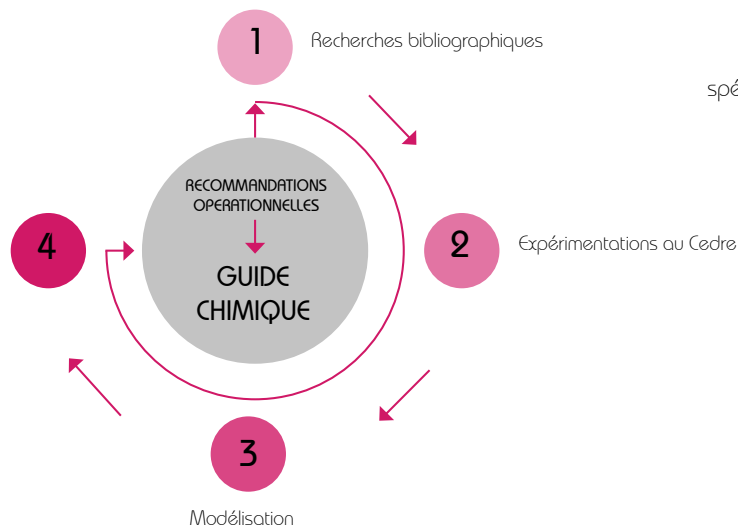 1
Recherches bibliographiques
spé
RECOMMANDATIONS
OPERATIONNELLES
GUIDE
CHIMIQUE
2
Expérimentations au Cedre
3
Modélisation
4